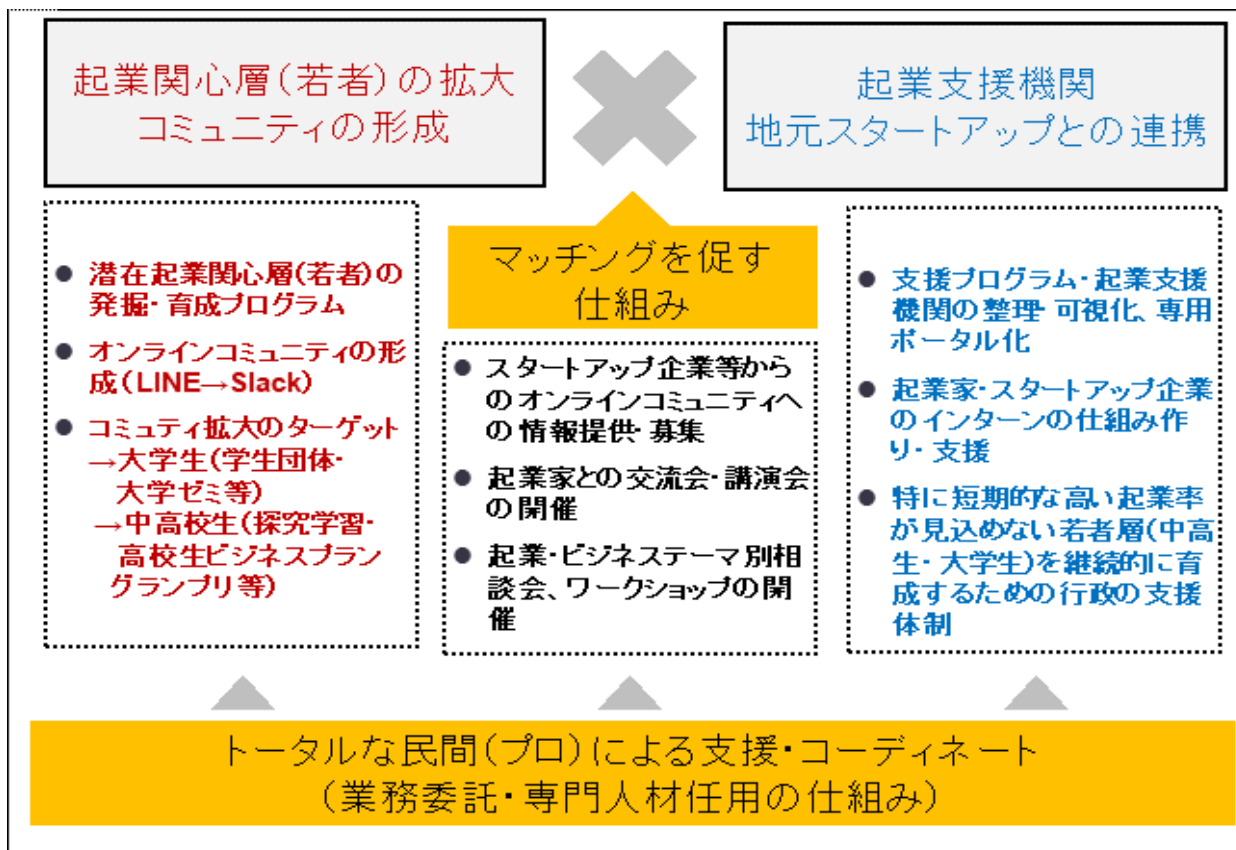 起業関心層(若者)の拡大
コミュニティの形成
起業支援機関
地元スタートアップとの連携
● 潜在起業関心層(若者)の
発掘・育成プログラム
● オンラインコミュニティの形
成(LINE→Slack)
● コミュティ拡大のターゲット
→大学生(学生団体・
大学ゼミ等)
→中高校生(探究学習・
高校生ビジネスプラン
グランプリ等)
マッチングを促す
仕組み
● スタートアップ企業等から
のオンラインコミュニティへ
の情報提供・募集
● 起業家との交流会・講演会
の開催
● 起業・ビジネステーマ別相
談会、ワークショップの開
催
● 支援プログラム・起業支援
機関の整理・可視化、専用
ポータル化
● 起業家・スタートアップ企業
のインターンの仕組み作
り・支援
● 特に短期的な高い起業率
が見込めない若者層(中高
生・大学生)を継続的に育
成するための行政の支援
体制
トータルな民間(プロ)による支援・コーディネート
(業務委託・専門人材任用の仕組み)